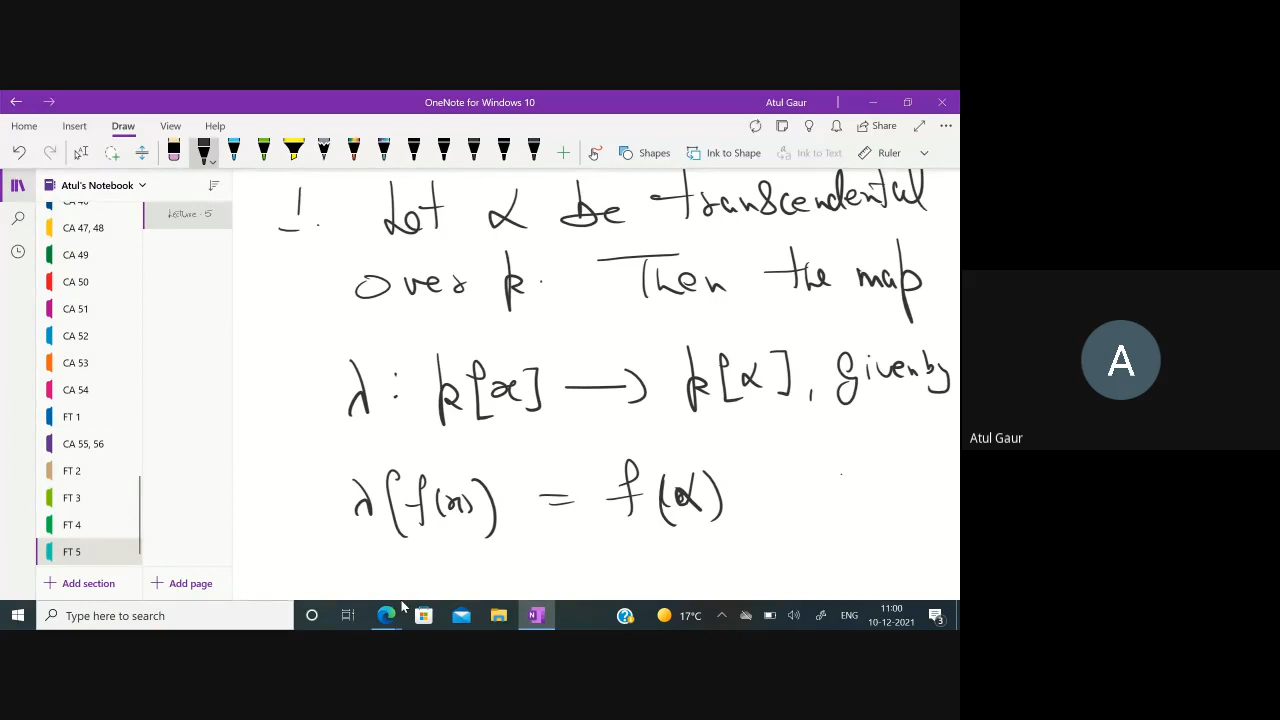 OneNote for Windows 10
Atul Gaur
Home Insert Draw View Help
Share
Shapes
Ink to Shape
Ink to Text
Ruler
Atul's Notebook
CA 47, 48
CA 49
CA 50
CA 51
CA 52
CA 53
CA 54
FT 1
CA 55, 56
FT 2
FT 3
FT 4
FT 5
Add section
Add page
Lecture - 5
1. Let α be transcendental
over k. Then the map
λ : k[x] → k[α], given by
λ(f(x)) = f(α)
A
Atul Gaur
Type here to search
17°C
ENG
11:00
10-12-2021
3